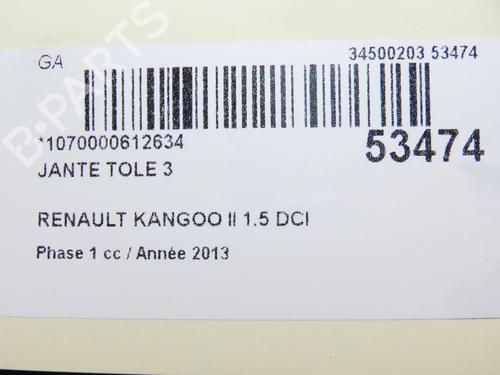 GA
34500203 53474
*1070000612634
53474
JANTE TOLE 3
RENAULT KANGOO II 1.5 DCI
Phase 1 cc / Année 2013
B-PARTS